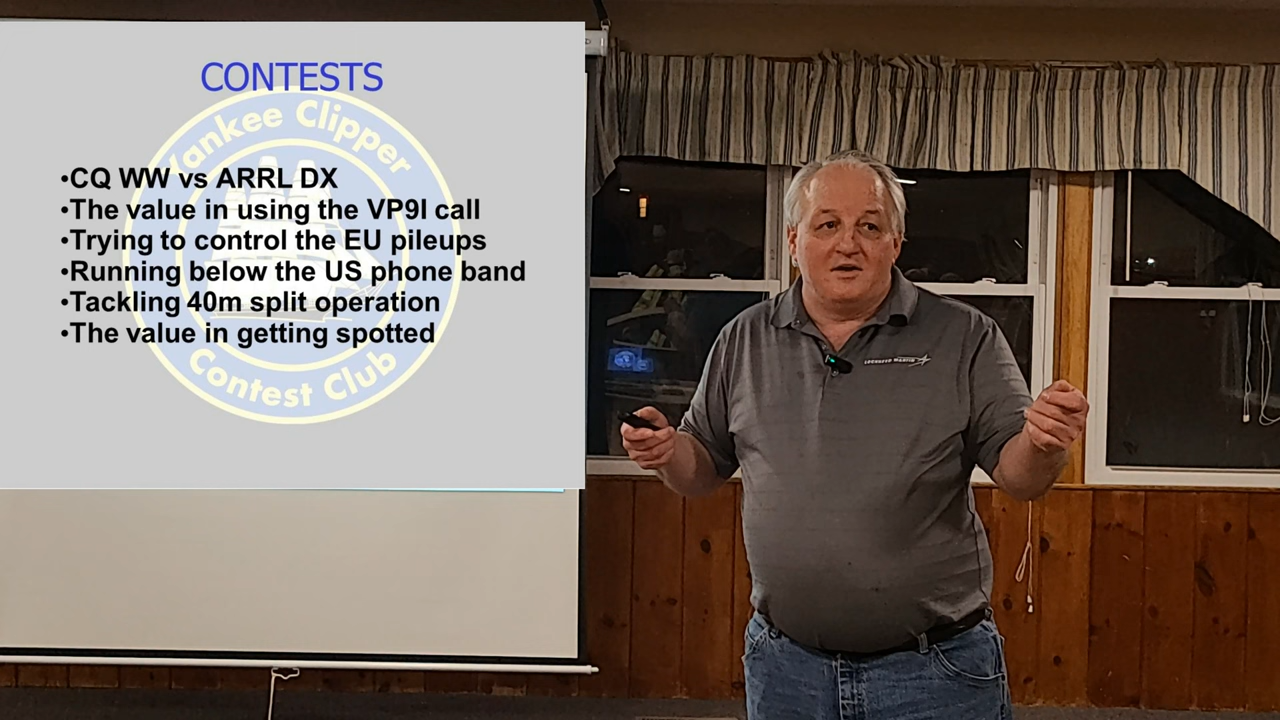 CONTESTS
Yankee Clipper
•CQ WW vs ARRL DX
•The value in using the VP9I call
•Trying to control the EU pileups
•Running below the US phone band
•Tackling 40m split operation
•The value in getting spotted
Contest Club
LOCKHEED MARTIN